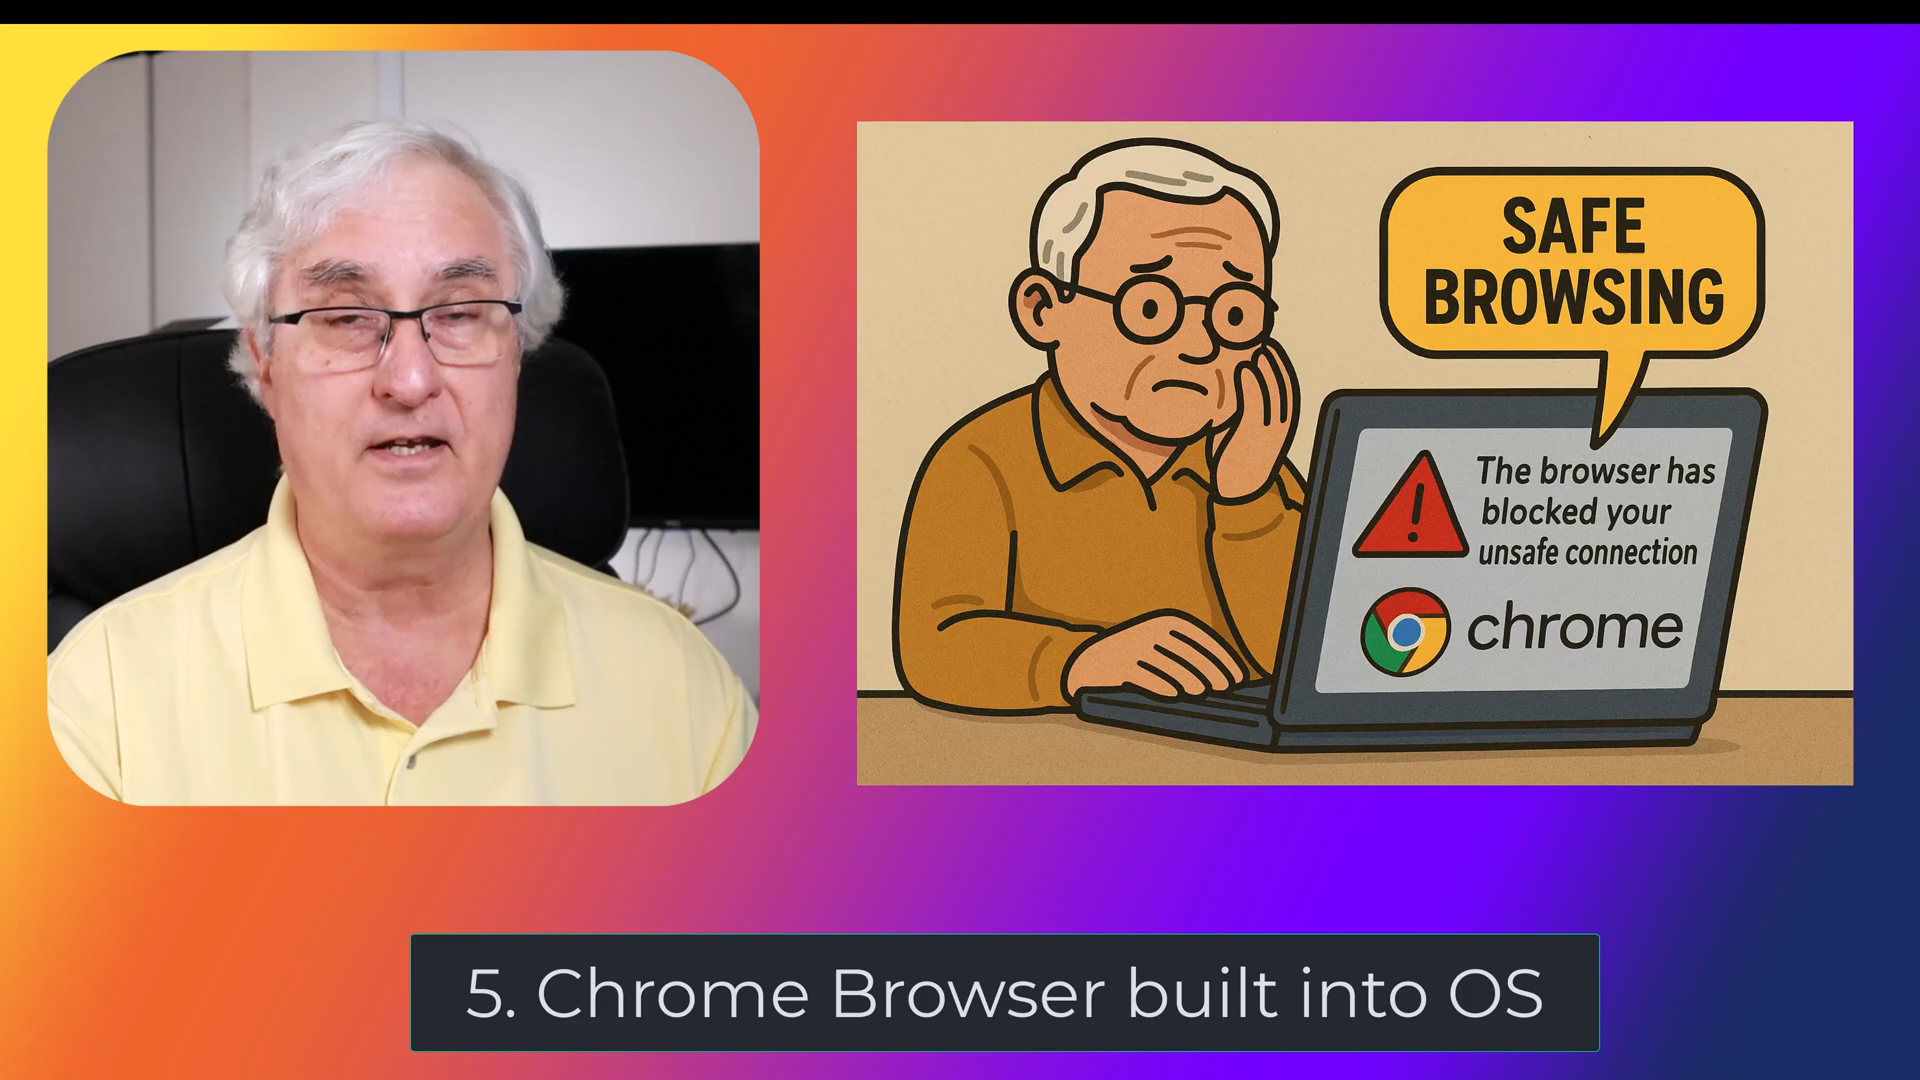 SAFE
BROWSING
The browser has
blocked your
unsafe connection
chrome
5. Chrome Browser built into OS